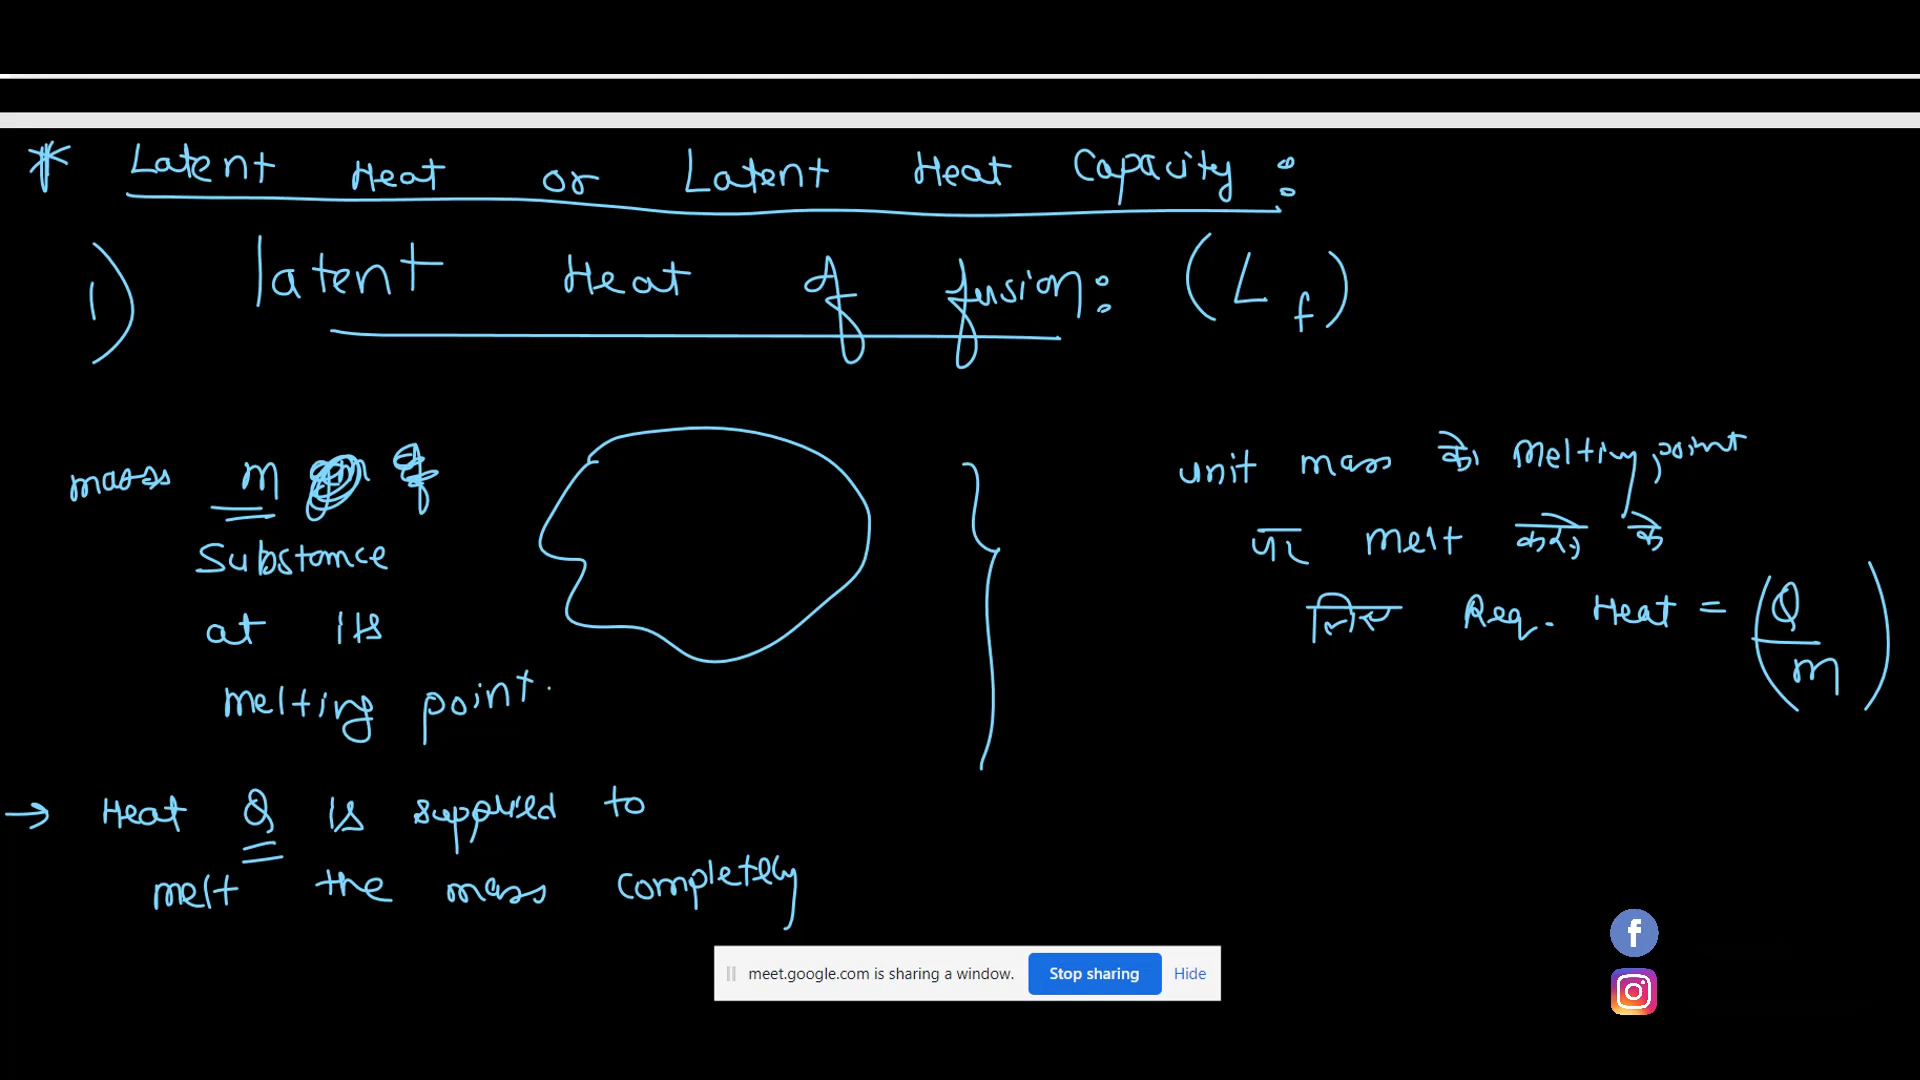 * Latent Heat or Latent Heat Capacity :
1) latent Heat of fusion: (Lf)
mass m of
Substance
at its
melting point.
→ Heat Q is supplied to
melt the mass completely
unit mass को melting point
पर melt करने के
लिए Req. Heat = (Q/m)
meet.google.com is sharing a window. Stop sharing Hide